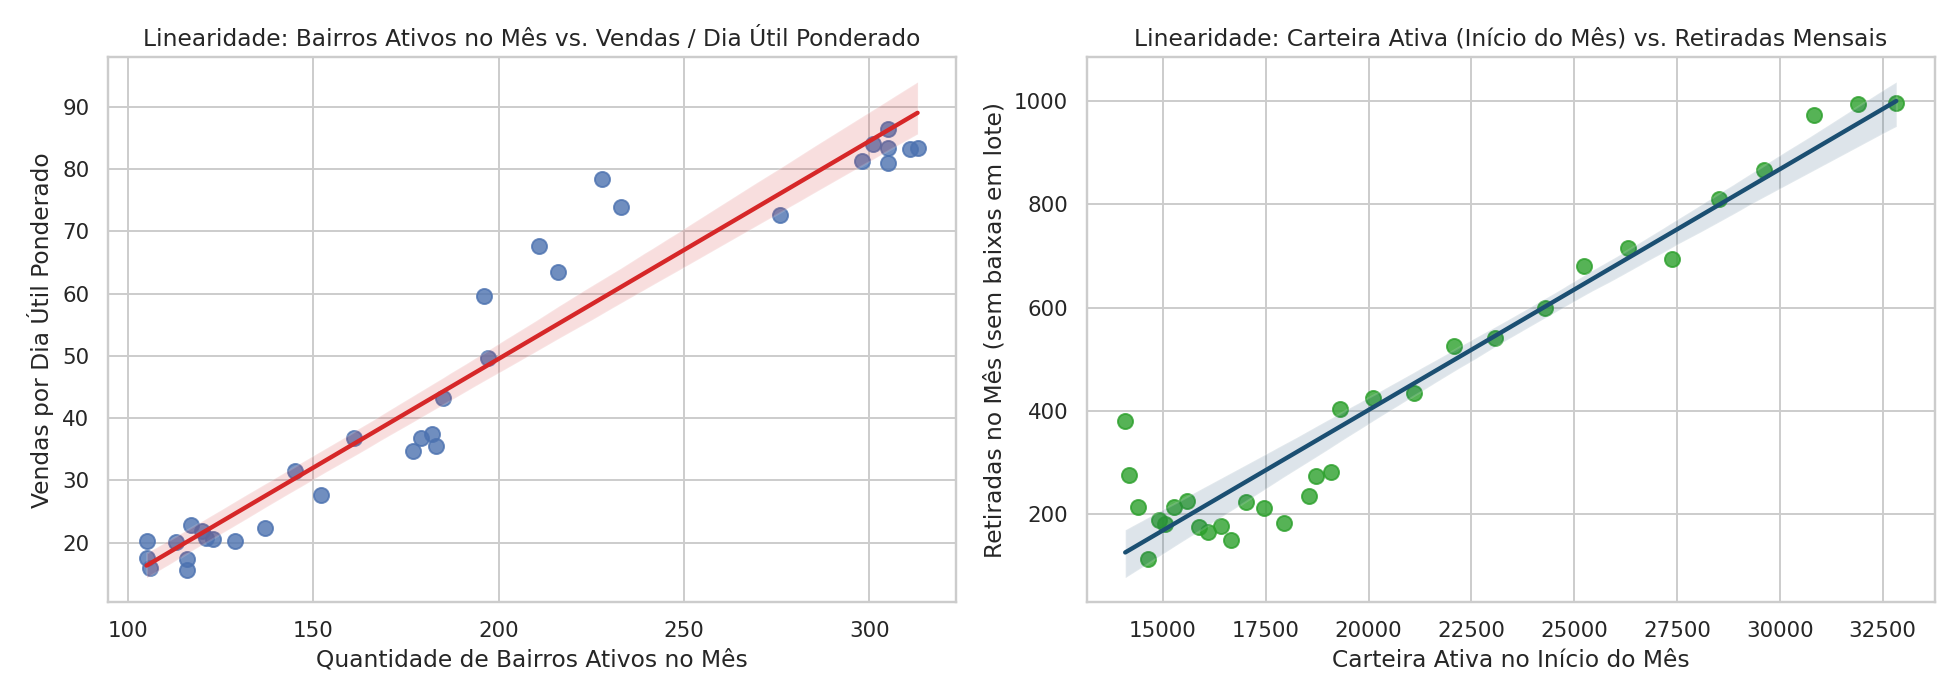 Linearidade: Bairros Ativos no Mês vs. Vendas / Dia Útil Ponderado
Vendas por Dia Útil Ponderado
90
80
70
60
50
40
30
20
100 150 200 250 300
Quantidade de Bairros Ativos no Mês
Linearidade: Carteira Ativa (Início do Mês) vs. Retiradas Mensais
Retiradas no Mês (sem baixas em lote)
1000
800
600
400
200
15000 17500 20000 22500 25000 27500 30000 32500
Carteira Ativa no Início do Mês